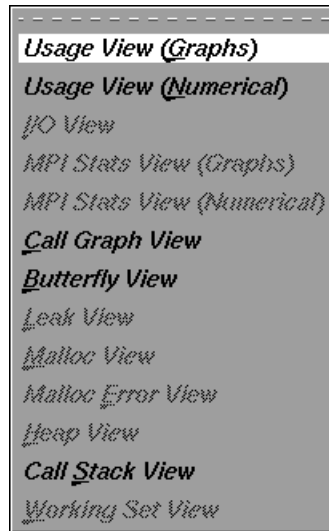 Usage View (Graphs)
Usage View (Numerical)
I/O View
MPI Stats View (Graphs)
MPI Stats View (Numerical)
Call Graph View
Butterfly View
Leak View
Malloc View
Malloc Error View
Heap View
Call Stack View
Working Set View